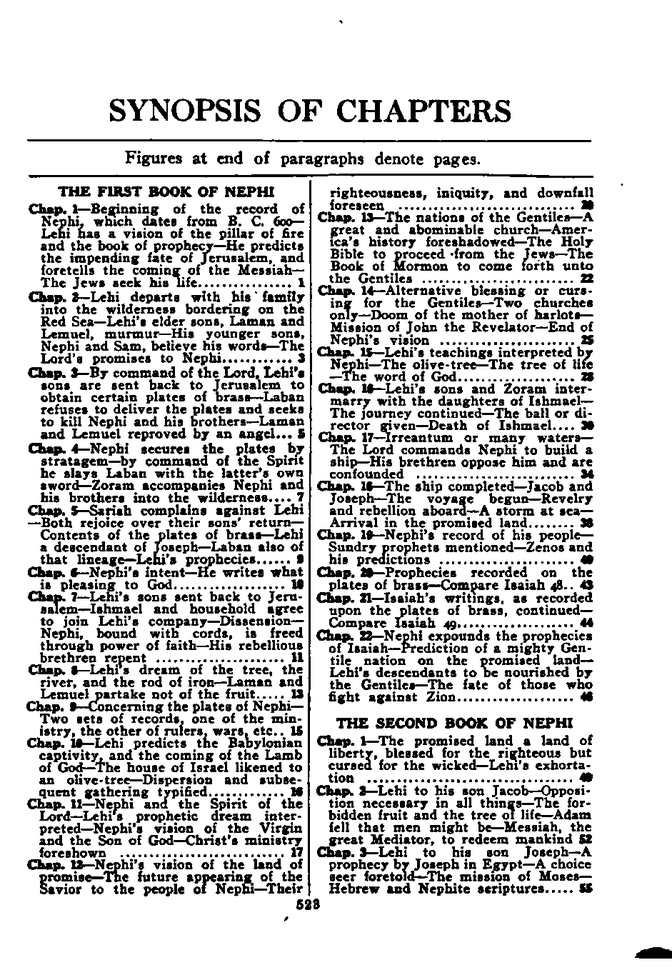 SYNOPSIS OF CHAPTERS
Figures at end of paragraphs denote pages.
THE FIRST BOOK OF NEPHI
Chap. 1—Beginning of the record of
Nephi, which dates from B. C. 600—
Lehi has a vision of the pillar of fire
and the book of prophecy—He predicts
the impending fate of Jerusalem, and
foretells the coming of the Messiah—
The Jews seek his life............... 1
Chap. 2—Lehi departs with his family
into the wilderness bordering on the
Red Sea—Lehi's elder sons, Laman and
Lemuel, murmur—His younger sons,
Nephi and Sam, believe his words—The
Lord's promises to Nephi............ 3
Chap. 3—By command of the Lord, Lehi's
sons are sent back to Jerusalem to
obtain certain plates of brass—Laban
refuses to deliver the plates and seeks
to kill Nephi and his brothers—Laman
and Lemuel reproved by an angel... 5
Chap. 4—Nephi secures the plates by
stratagem—by command of the Spirit
he slays Laban with the latter's own
sword—Zoram accompanies Nephi and
his brothers into the wilderness.... 7
Chap. 5—Sariah complains against Lehi
—Both rejoice over their sons' return—
Contents of the plates of brass—Lehi
a descendant of Joseph—Laban also of
that lineage—Lehi's prophecies...... 9
Chap. 6—Nephi's intent—He writes what
is pleasing to God.................. 10
Chap. 7—Lehi's sons sent back to Jeru-
salem—Ishmael and household agree
to join Lehi's company—Dissension—
Nephi, bound with cords, is freed
through power of faith—His rebellious
brethren repent ..................... 11
Chap. 8—Lehi's dream of the tree, the
river, and the rod of iron—Laman and
Lemuel partake not of the fruit..... 13
Chap. 9—Concerning the plates of Nephi—
Two sets of records, one of the min-
istry, the other of rulers, wars, etc.. 15
Chap. 10—Lehi predicts the Babylonian
captivity, and the coming of the Lamb
of God—The house of Israel likened to
an olive-tree—Dispersion and subse-
quent gathering typified............ 16
Chap. 11—Nephi and the Spirit of the
Lord—Lehi's prophetic dream inter-
preted—Nephi's vision of the Virgin
and the Son of God—Christ's ministry
foreshown .......................... 17
Chap. 12—Nephi's vision of the land of
promise—The future appearing of the
Savior to the people of Nephi—Their
righteousness, iniquity, and downfall
foreseen ............................ 20
Chap. 13—The nations of the Gentiles—A
great and abominable church—Amer-
ica's history foreshadowed—The Holy
Bible to proceed from the Jews—The
Book of Mormon to come forth unto
the Gentiles ........................ 22
Chap. 14—Alternative blessing or curs-
ing for the Gentiles—Two churches
only—Doom of the mother of harlots—
Mission of John the Revelator—End of
Nephi's vision ...................... 25
Chap. 15—Lehi's teachings interpreted by
Nephi—The olive-tree—The tree of life
—The word of God................... 28
Chap. 16—Lehi's sons and Zoram inter-
marry with the daughters of Ishmael—
The journey continued—The ball or di-
rector given—Death of Ishmael.... 30
Chap. 17—Irreantum or many waters—
The Lord commands Nephi to build a
ship—His brethren oppose him and are
confounded ......................... 34
Chap. 18—The ship completed—Jacob and
Joseph—The voyage begun—Revelry
and rebellion aboard—A storm at sea—
Arrival in the promised land........ 38
Chap. 19—Nephi's record of his people—
Sundry prophets mentioned—Zenos and
his predictions ..................... 40
Chap. 20—Prophecies recorded on the
plates of brass—Compare Isaiah 48.. 43
Chap. 21—Isaiah's writings, as recorded
upon the plates of brass, continued—
Compare Isaiah 49................... 44
Chap. 22—Nephi expounds the prophecies
of Isaiah—Prediction of a mighty Gen-
tile nation on the promised land—
Lehi's descendants to be nourished by
the Gentiles—The fate of those who
fight against Zion................... 46
THE SECOND BOOK OF NEPHI
Chap. 1—The promised land a land of
liberty, blessed for the righteous but
cursed for the wicked—Lehi's exhorta-
tion ................................. 49
Chap. 2—Lehi to his son Jacob—Opposi-
tion necessary in all things—The for-
bidden fruit and the tree of life—Adam
fell that men might be—Messiah, the
great Mediator, to redeem mankind 52
Chap. 3—Lehi to his son Joseph—A
prophecy by Joseph in Egypt—A choice
seer foretold—The mission of Moses—
Hebrew and Nephite scriptures..... 55
523